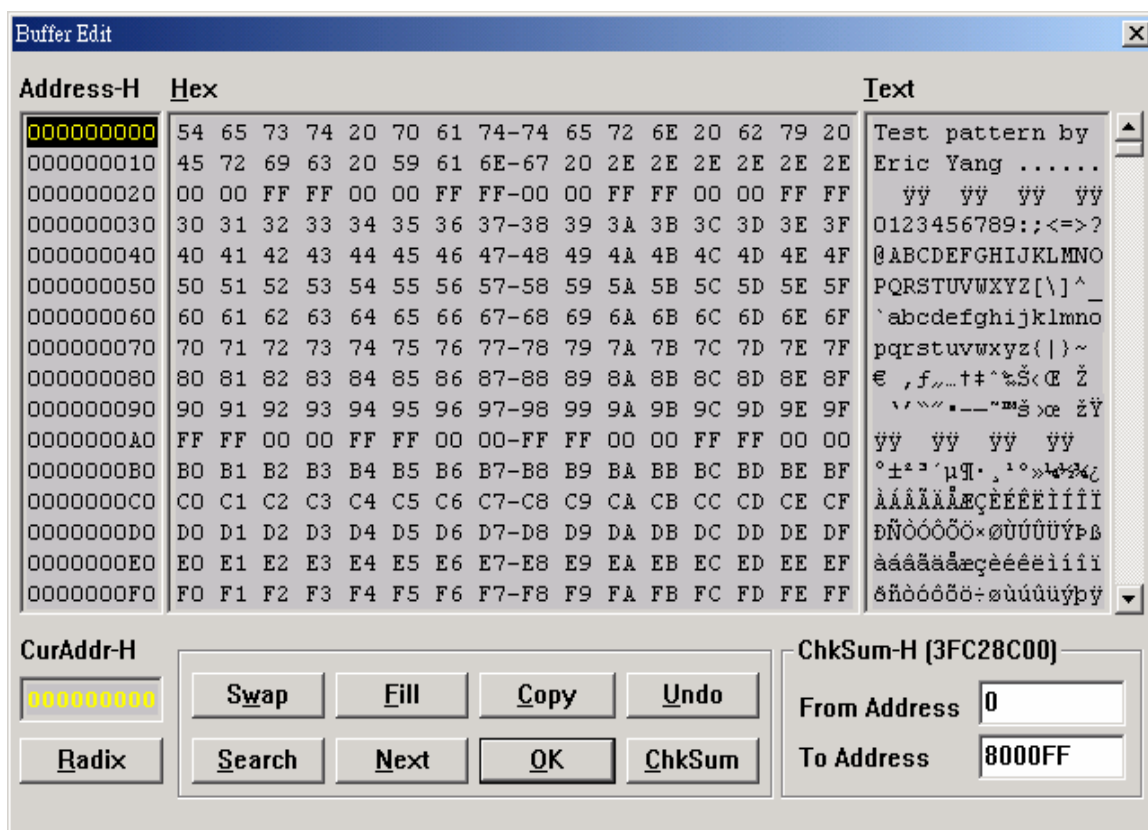 Buffer Edit
Address-H Hex Text
000000000 54 65 73 74 20 70 61 74-74 65 72 6E 20 62 79 20 Test pattern by
000000010 45 72 69 63 20 59 61 6E-67 20 2E 2E 2E 2E 2E 2E Eric Yang ......
000000020 00 00 FF FF 00 00 FF FF-00 00 FF FF 00 00 FF FF ÿÿ ÿÿ ÿÿ ÿÿ
000000030 30 31 32 33 34 35 36 37-38 39 3A 3B 3C 3D 3E 3F 0123456789:;<=>?
000000040 40 41 42 43 44 45 46 47-48 49 4A 4B 4C 4D 4E 4F @ABCDEFGHIJKLMNO
000000050 50 51 52 53 54 55 56 57-58 59 5A 5B 5C 5D 5E 5F PQRSTUVWXYZ[\]^_
000000060 60 61 62 63 64 65 66 67-68 69 6A 6B 6C 6D 6E 6F `abcdefghijklmno
000000070 70 71 72 73 74 75 76 77-78 79 7A 7B 7C 7D 7E 7F pqrstuvwxyz{|}~
000000080 80 81 82 83 84 85 86 87-88 89 8A 8B 8C 8D 8E 8F € ‚ƒ„…†‡ˆ‰Š‹Œ Ž
000000090 90 91 92 93 94 95 96 97-98 99 9A 9B 9C 9D 9E 9F ‘’“”•–—˜™š›œ žŸ
0000000A0 FF FF 00 00 FF FF 00 00-FF FF 00 00 FF FF 00 00 ÿÿ ÿÿ ÿÿ ÿÿ
0000000B0 B0 B1 B2 B3 B4 B5 B6 B7-B8 B9 BA BB BC BD BE BF °±²³´µ¶·¸¹º»¼½¾¿
0000000C0 C0 C1 C2 C3 C4 C5 C6 C7-C8 C9 CA CB CC CD CE CF ÀÁÂÃÄÅÆÇÈÉÊËÌÍÎÏ
0000000D0 D0 D1 D2 D3 D4 D5 D6 D7-D8 D9 DA DB DC DD DE DF ÐÑÒÓÔÕÖ×ØÙÚÛÜÝÞß
0000000E0 E0 E1 E2 E3 E4 E5 E6 E7-E8 E9 EA EB EC ED EE EF àáâãäåæçèéêëìíîï
0000000F0 F0 F1 F2 F3 F4 F5 F6 F7-F8 F9 FA FB FC FD FE FF ðñòóôõö÷øùúûüýþÿ
CurAddr-H
000000000
Swap Fill Copy Undo
Radix Search Next OK ChkSum
ChkSum-H (3FC28C00)
From Address 0
To Address 8000FF